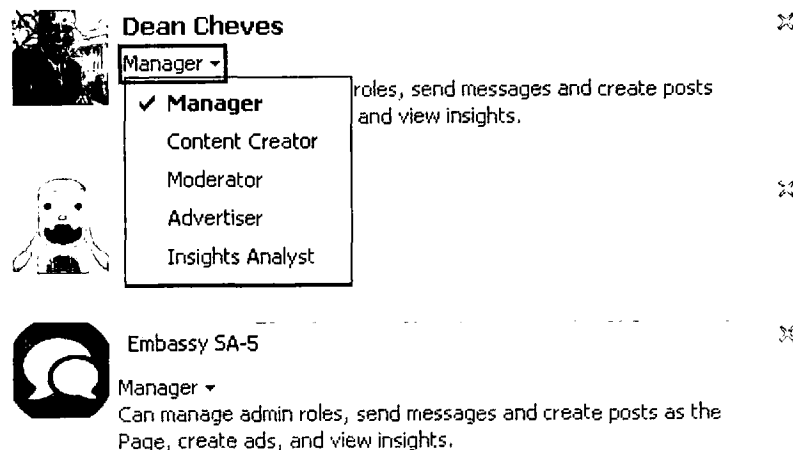 Dean Cheves
Manager
roles, send messages and create posts
✔ Manager
and view insights.
Content Creator
Moderator
Advertiser
Insights Analyst
Embassy SA-5
Manager
Can manage admin roles, send messages and create posts as the
Page, create ads, and view insights.